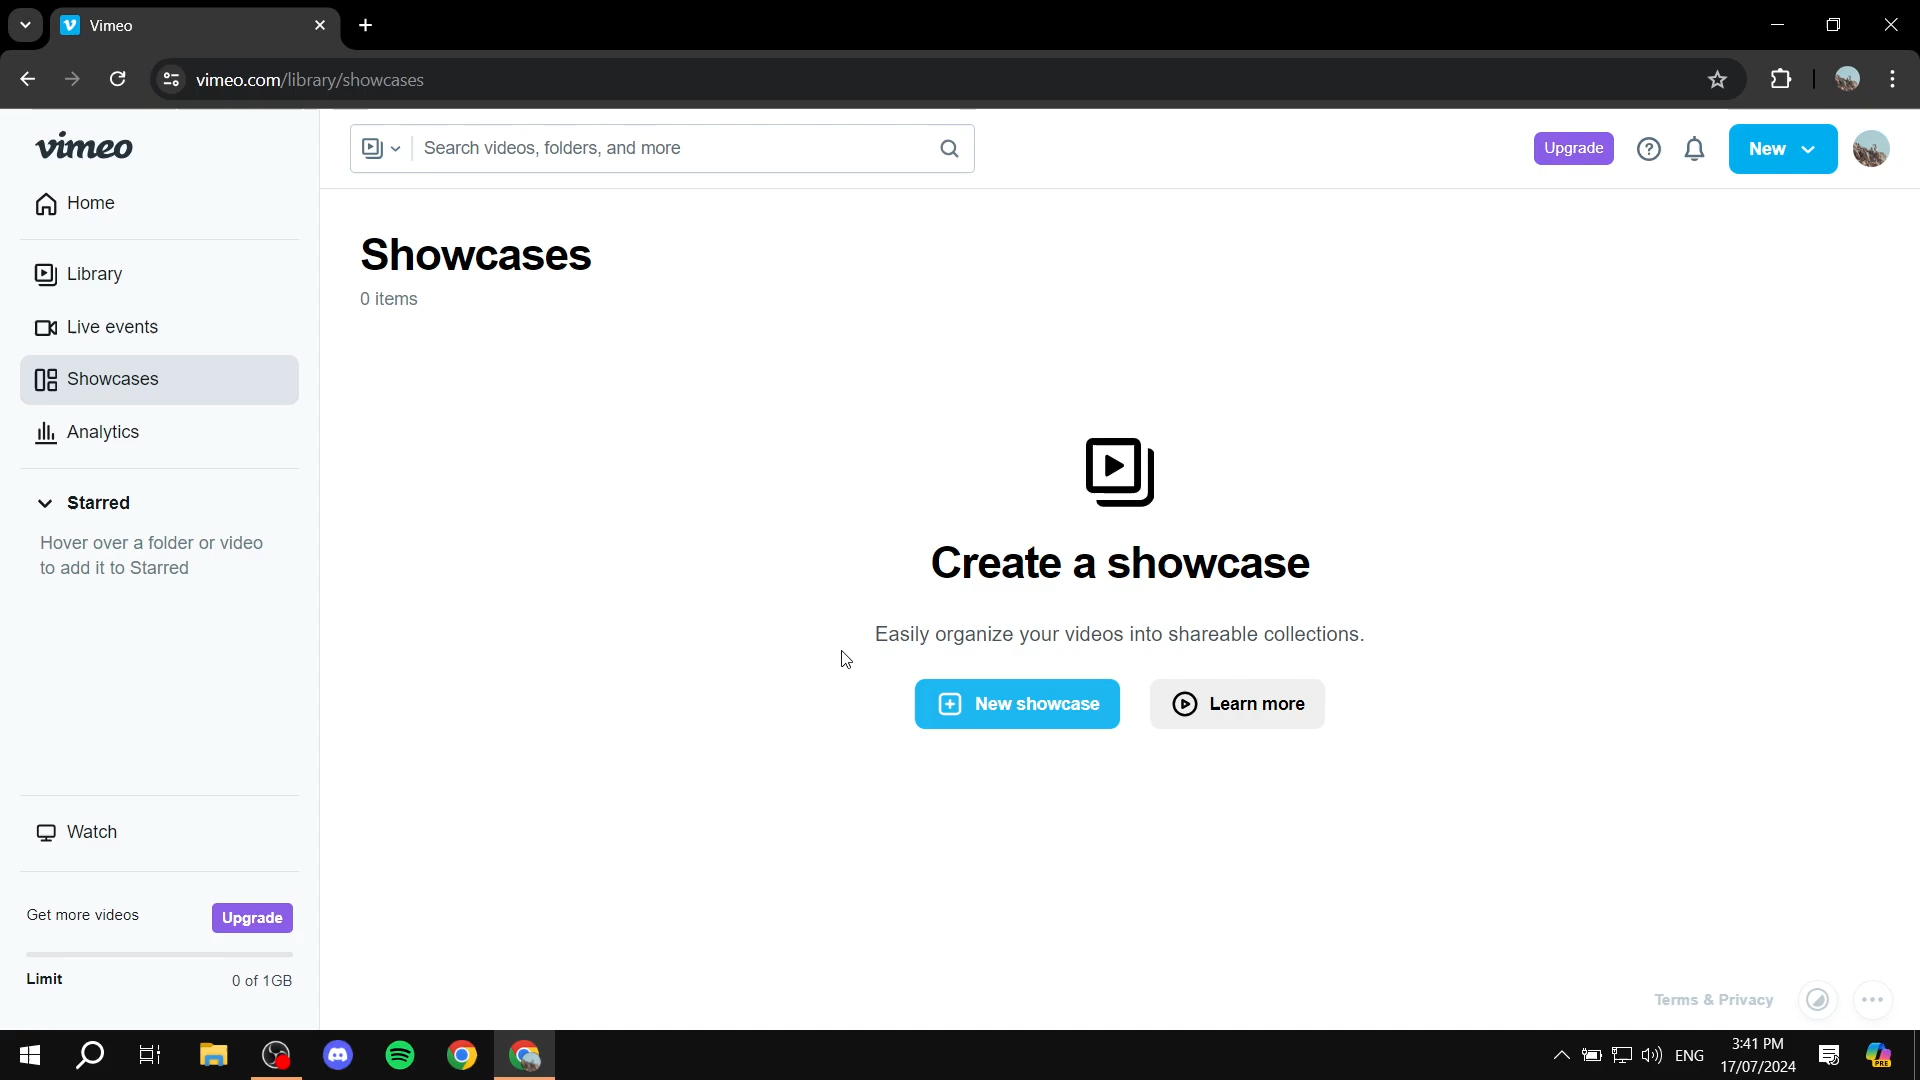 Vimeo
vimeo.com/library/showcases
vimeo
Search videos, folders, and more
Upgrade
New
Home
Library
Live events
Showcases
Analytics
Starred
Hover over a folder or video
to add it to Starred
Watch
Get more videos
Upgrade
Limit
0 of 1GB
Showcases
0 items
Create a showcase
Easily organize your videos into shareable collections.
New showcase
Learn more
Terms & Privacy
ENG
3:41 PM
17/07/2024
PRE